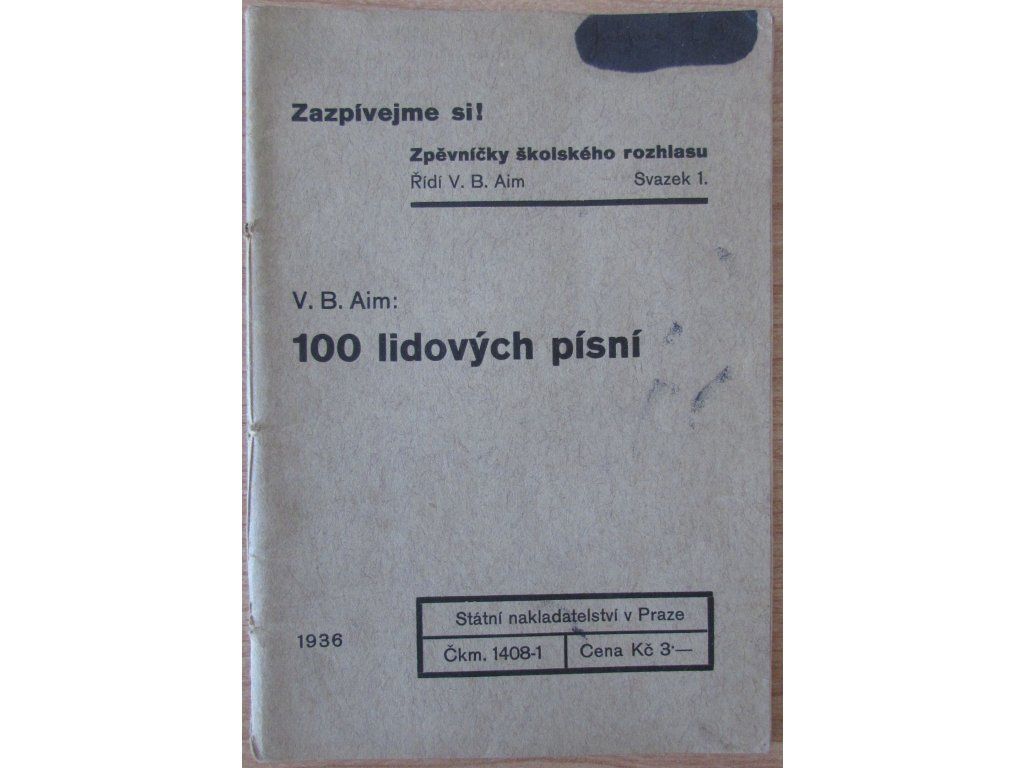 Zazpívejme si!
Zpěvníčky školského rozhlasu
Řídí V. B. Aim Svazek 1.
V. B. Aim:
100 lidových písní
1936
Státní nakladatelství v Praze
Čkm. 1408-1 Cena Kč 3·—